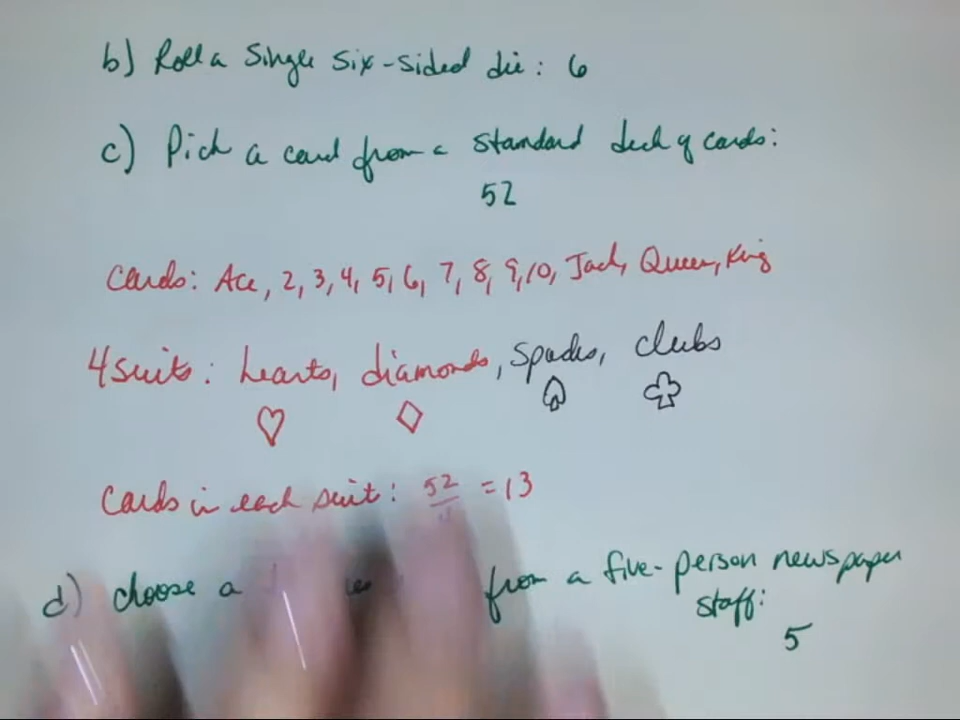 b) Roll a single six-sided die: 6
c) Pick a card from a standard deck of cards:
52
Cards: Ace, 2, 3, 4, 5, 6, 7, 8, 9, 10, Jack, Queen, King
4 suits: hearts, diamonds, spades, clubs
Cards in each suit: 52/4 = 13
d) choose a from a five-person newspaper
staff:
5